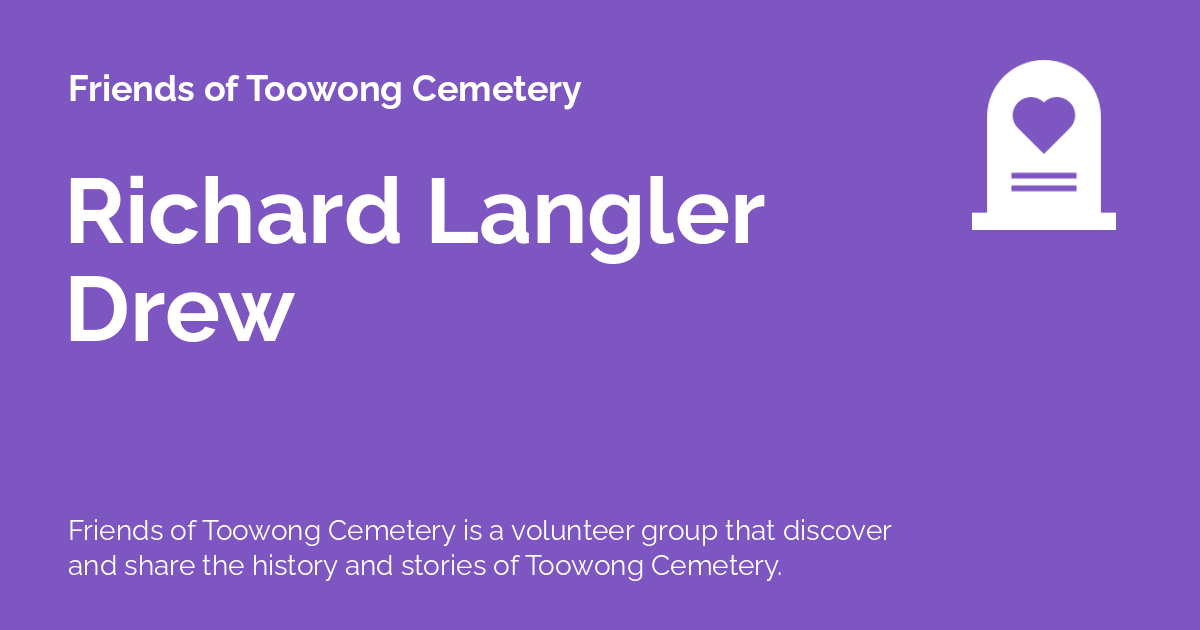 Friends of Toowong Cemetery
Richard Langler
Drew
Friends of Toowong Cemetery is a volunteer group that discover
and share the history and stories of Toowong Cemetery.